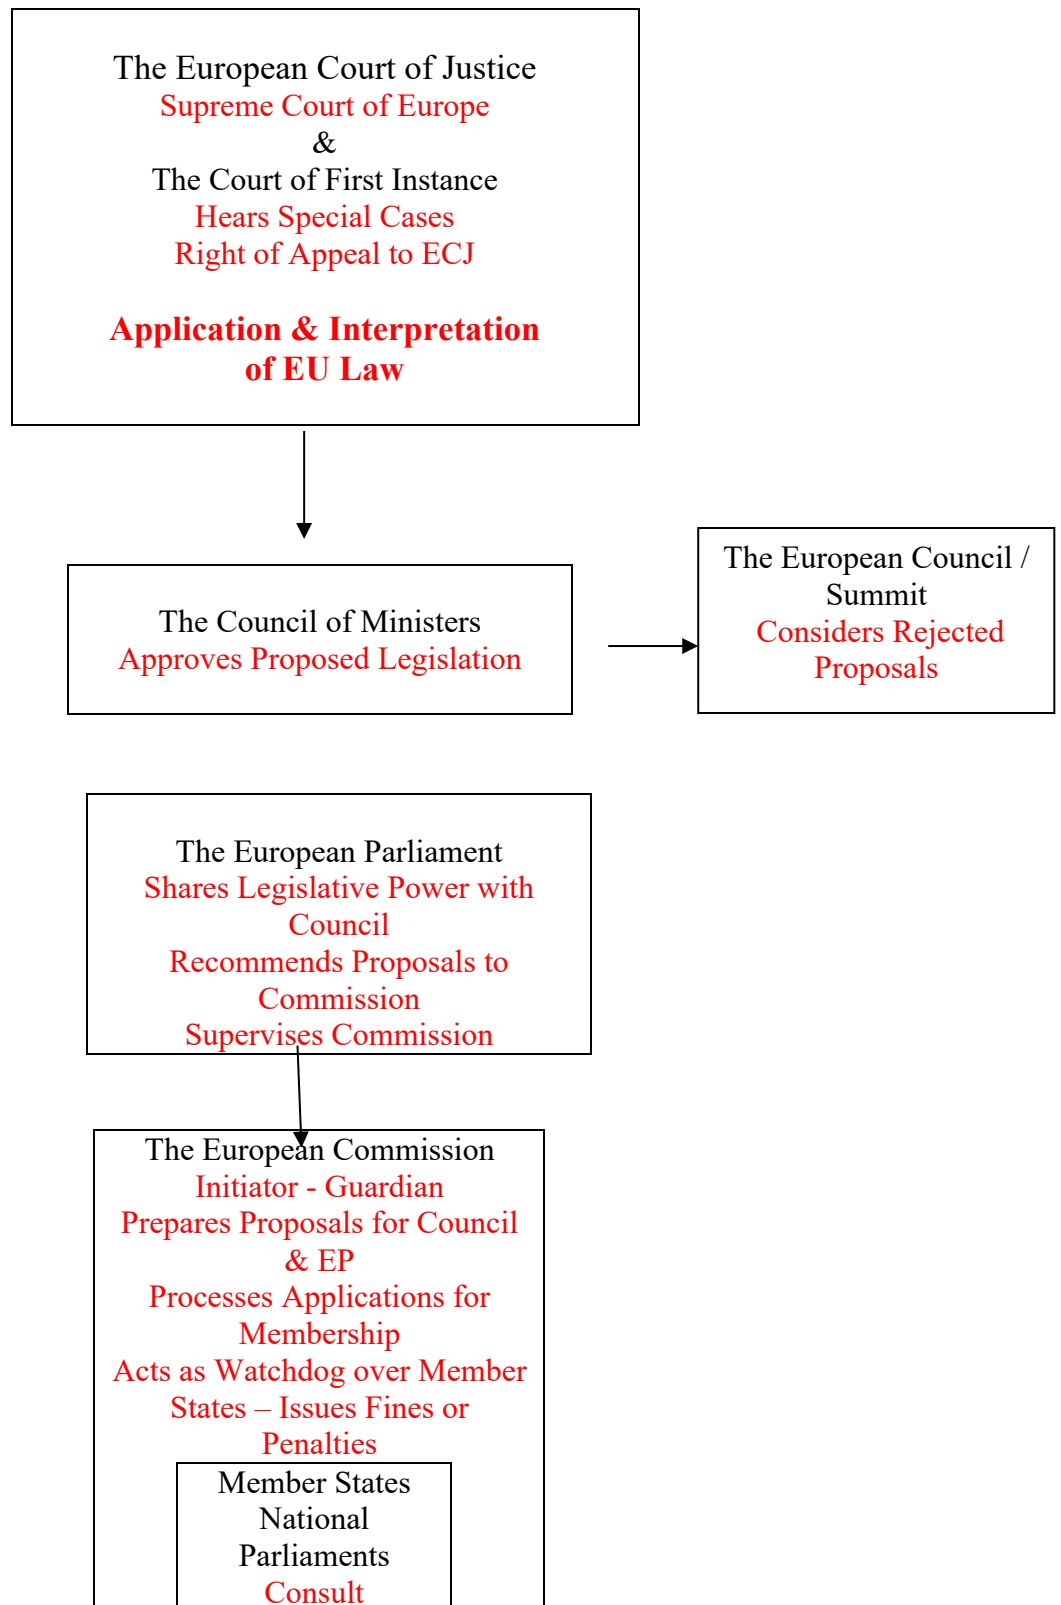 The European Court of Justice
Supreme Court of Europe
&
The Court of First Instance
Hears Special Cases
Right of Appeal to ECJ
Application & Interpretation
of EU Law
The Council of Ministers
Approves Proposed Legislation
The European Council /
Summit
Considers Rejected
Proposals
The European Parliament
Shares Legislative Power with
Council
Recommends Proposals to
Commission
Supervises Commission
The European Commission
Initiator - Guardian
Prepares Proposals for Council
& EP
Processes Applications for
Membership
Acts as Watchdog over Member
States – Issues Fines or
Penalties
Member States
National
Parliaments
Consult